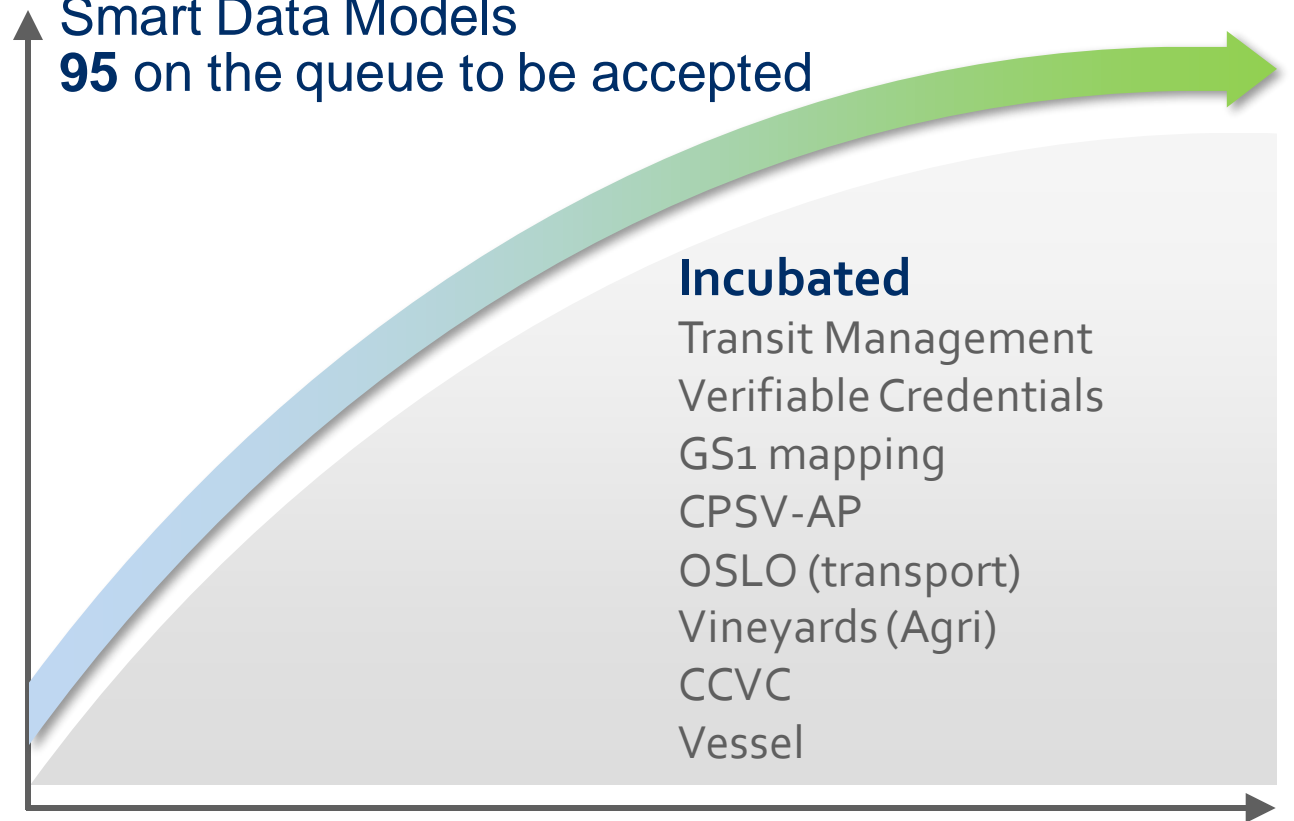 Smart Data Models
95 on the queue to be accepted
Incubated
Transit Management
Verifiable Credentials
GS1 mapping
CPSV-AP
OSLO (transport)
Vineyards (Agri)
CCVC
Vessel